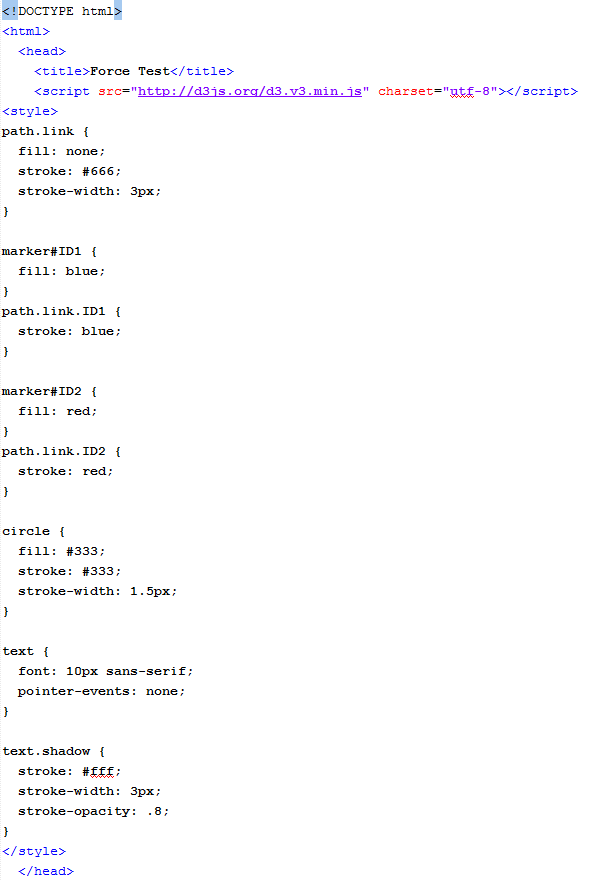 <!DOCTYPE html>
<html>
  <head>
    <title>Force Test</title>
    <script src="http://d3js.org/d3.v3.min.js" charset="utf-8"></script>
<style>
path.link {
  fill: none;
  stroke: #666;
  stroke-width: 3px;
}

marker#ID1 {
  fill: blue;
}
path.link.ID1 {
  stroke: blue;
}

marker#ID2 {
  fill: red;
}
path.link.ID2 {
  stroke: red;
}

circle {
  fill: #333;
  stroke: #333;
  stroke-width: 1.5px;
}

text {
  font: 10px sans-serif;
  pointer-events: none;
}

text.shadow {
  stroke: #fff;
  stroke-width: 3px;
  stroke-opacity: .8;
}
</style>
  </head>